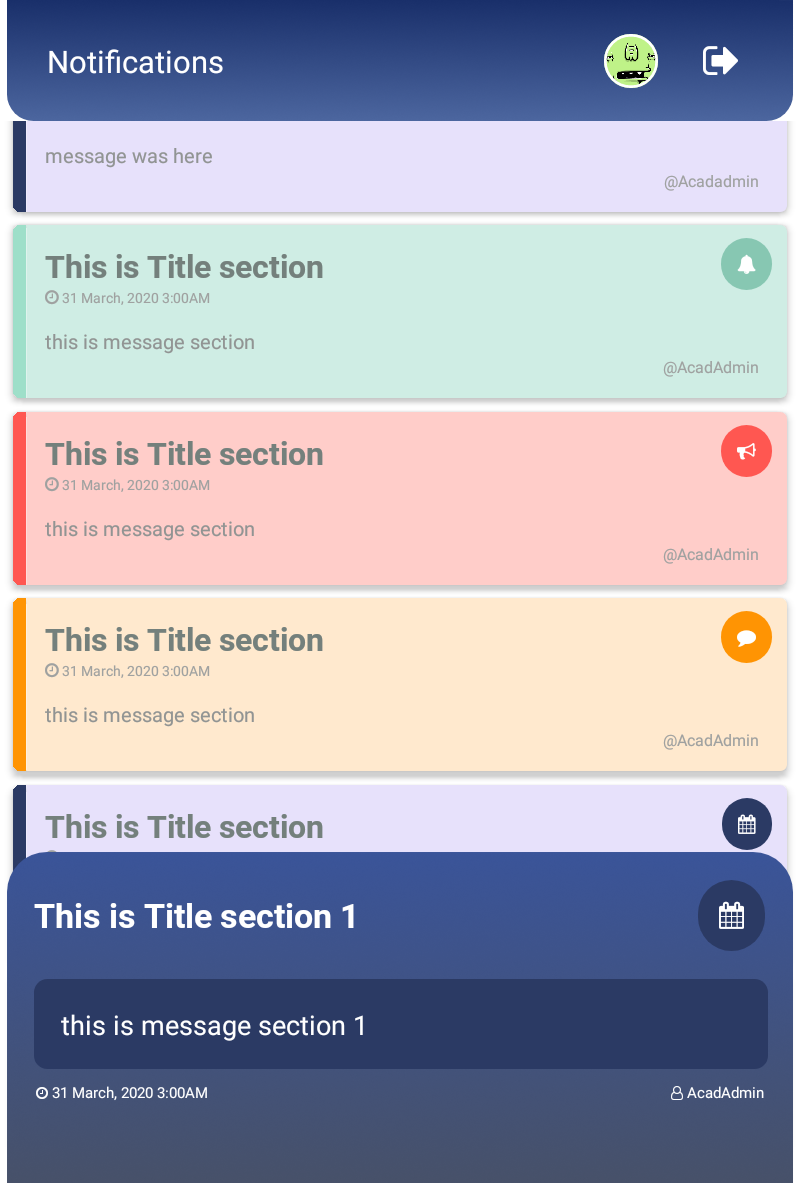 Notifications
message was here
@Acadadmin
This is Title section
31 March, 2020 3:00AM
this is message section
@AcadAdmin
This is Title section
31 March, 2020 3:00AM
this is message section
@AcadAdmin
This is Title section
31 March, 2020 3:00AM
this is message section
@AcadAdmin
This is Title section
This is Title section 1
this is message section 1
31 March, 2020 3:00AM
AcadAdmin